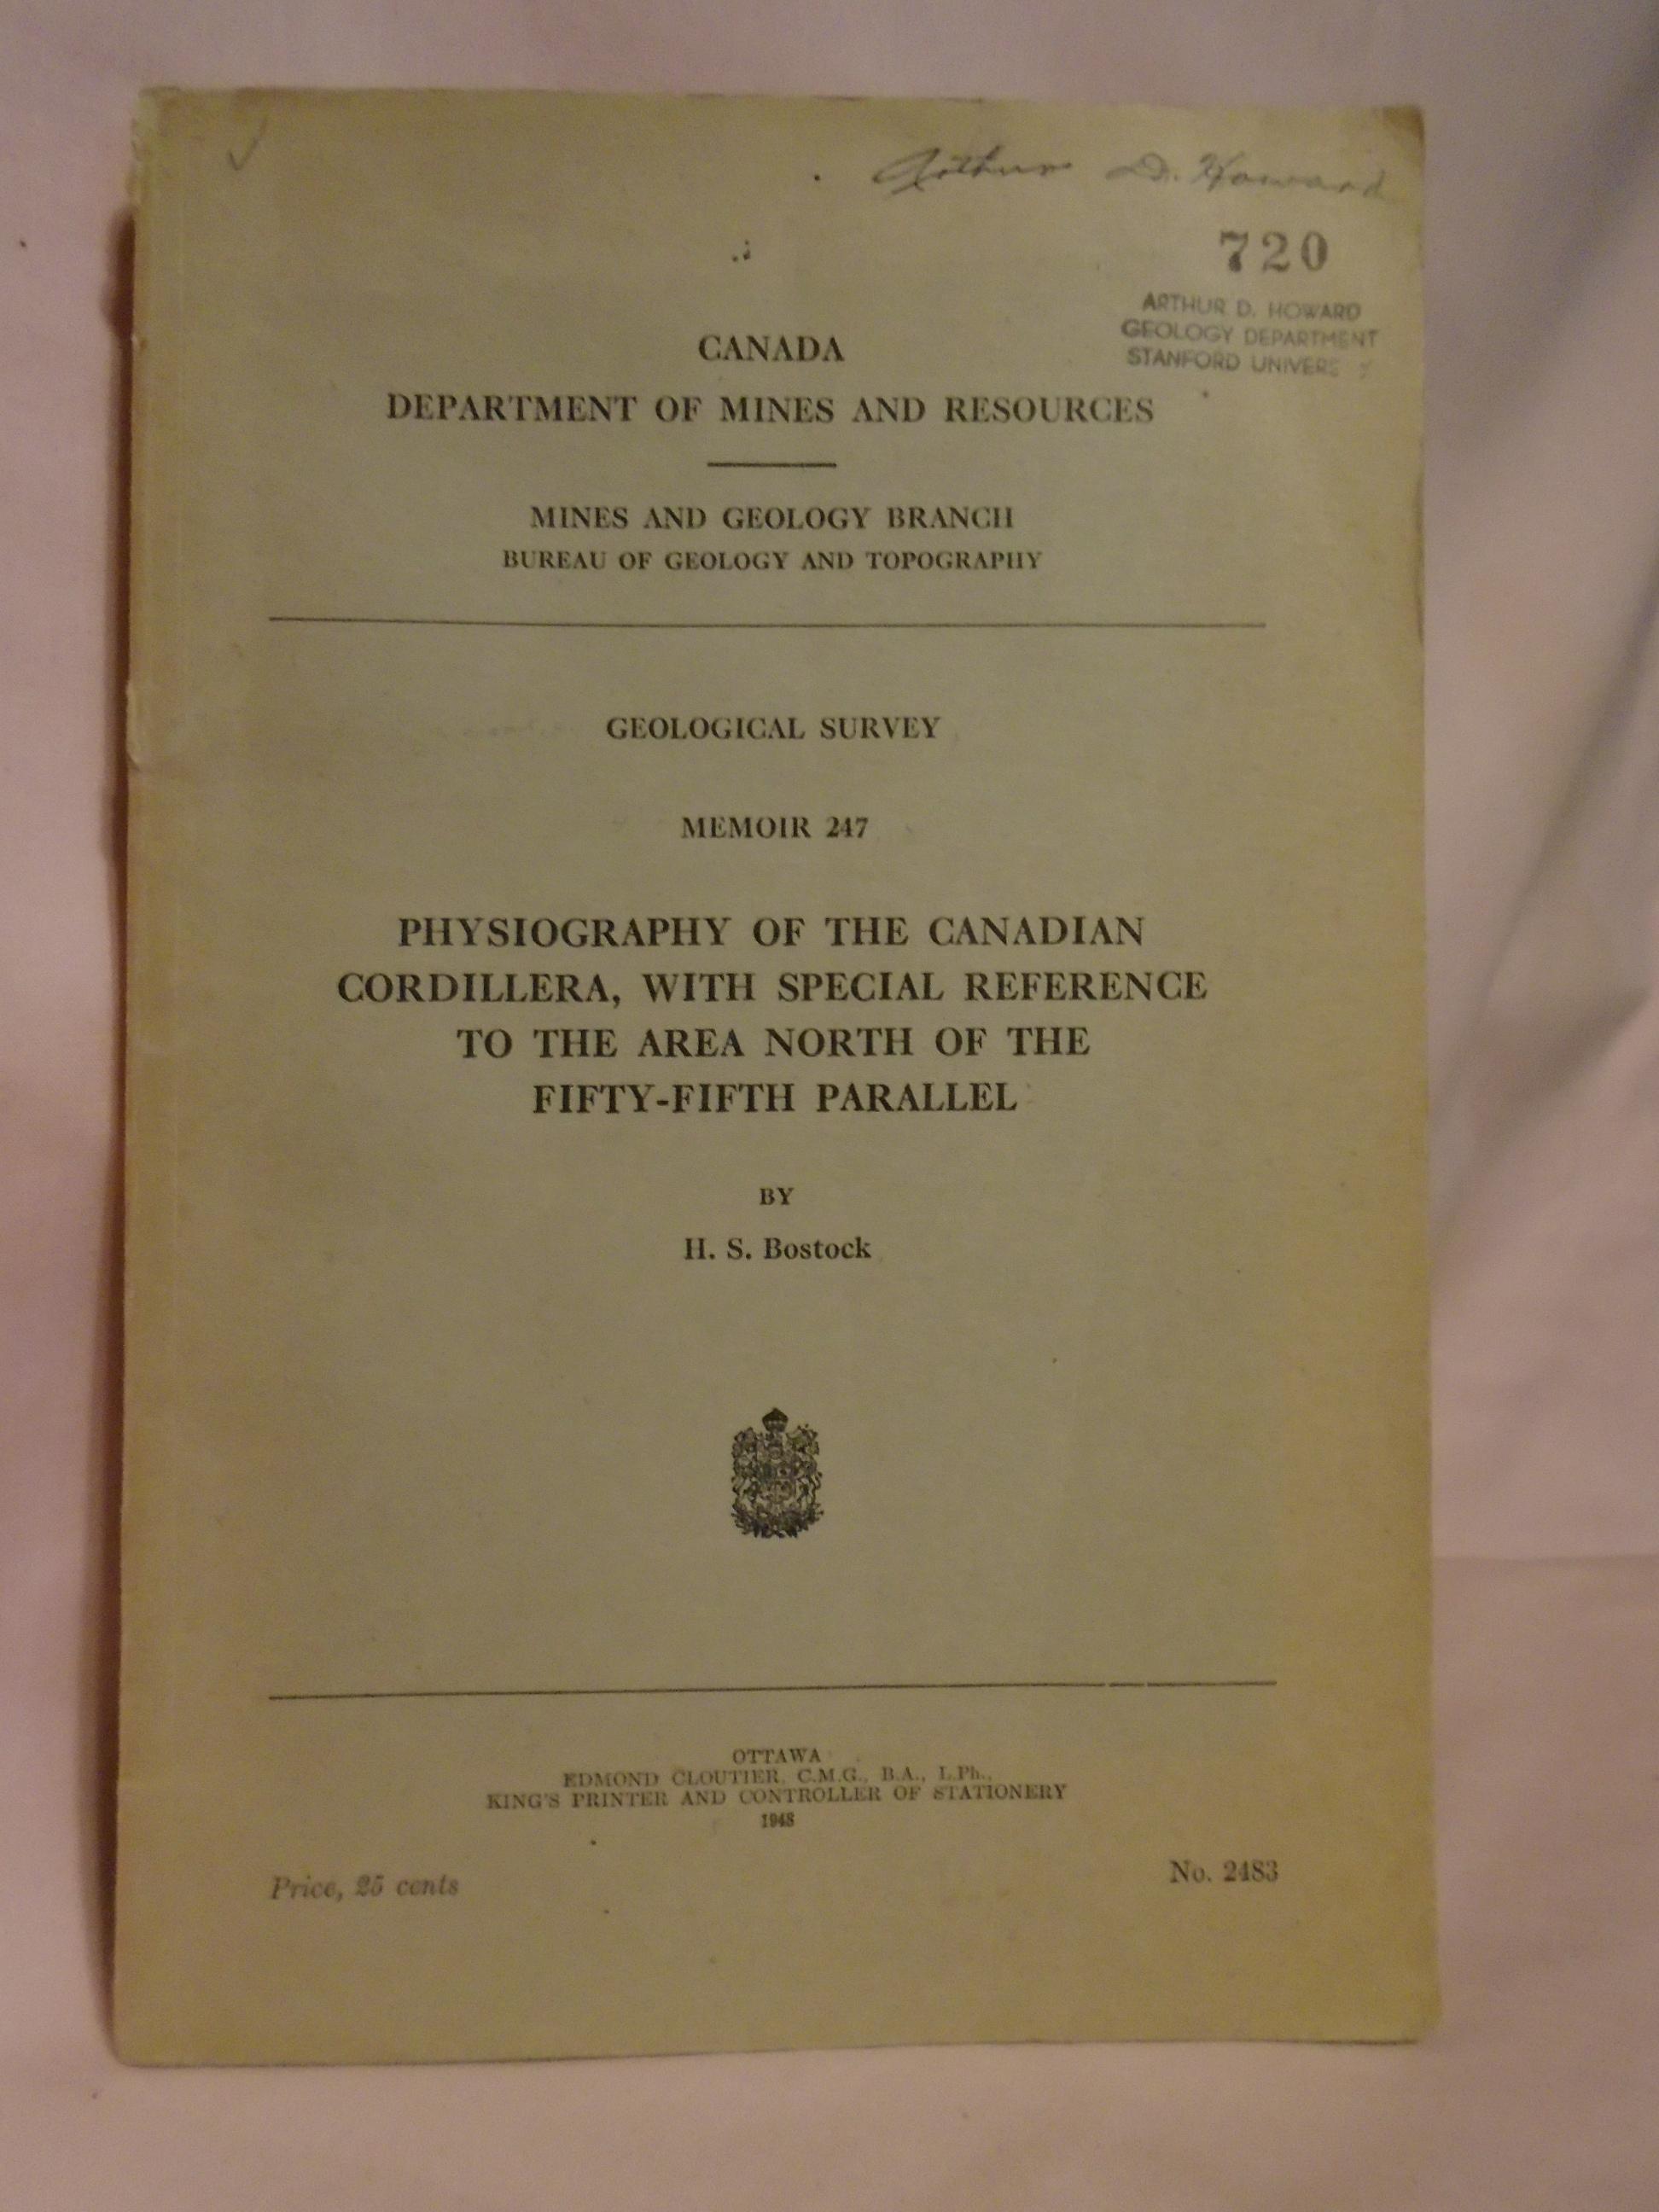 Arthur D. Howard
720
ARTHUR D. HOWARD
GEOLOGY DEPARTMENT
STANFORD UNIVERS Y
CANADA
DEPARTMENT OF MINES AND RESOURCES
MINES AND GEOLOGY BRANCH
BUREAU OF GEOLOGY AND TOPOGRAPHY
GEOLOGICAL SURVEY
MEMOIR 247
PHYSIOGRAPHY OF THE CANADIAN
CORDILLERA, WITH SPECIAL REFERENCE
TO THE AREA NORTH OF THE
FIFTY-FIFTH PARALLEL
BY
H. S. Bostock
OTTAWA
EDMOND CLOUTIER, C.M.G., B.A., L.Ph.,
KING'S PRINTER AND CONTROLLER OF STATIONERY
1948
Price, 25 cents
No. 2483